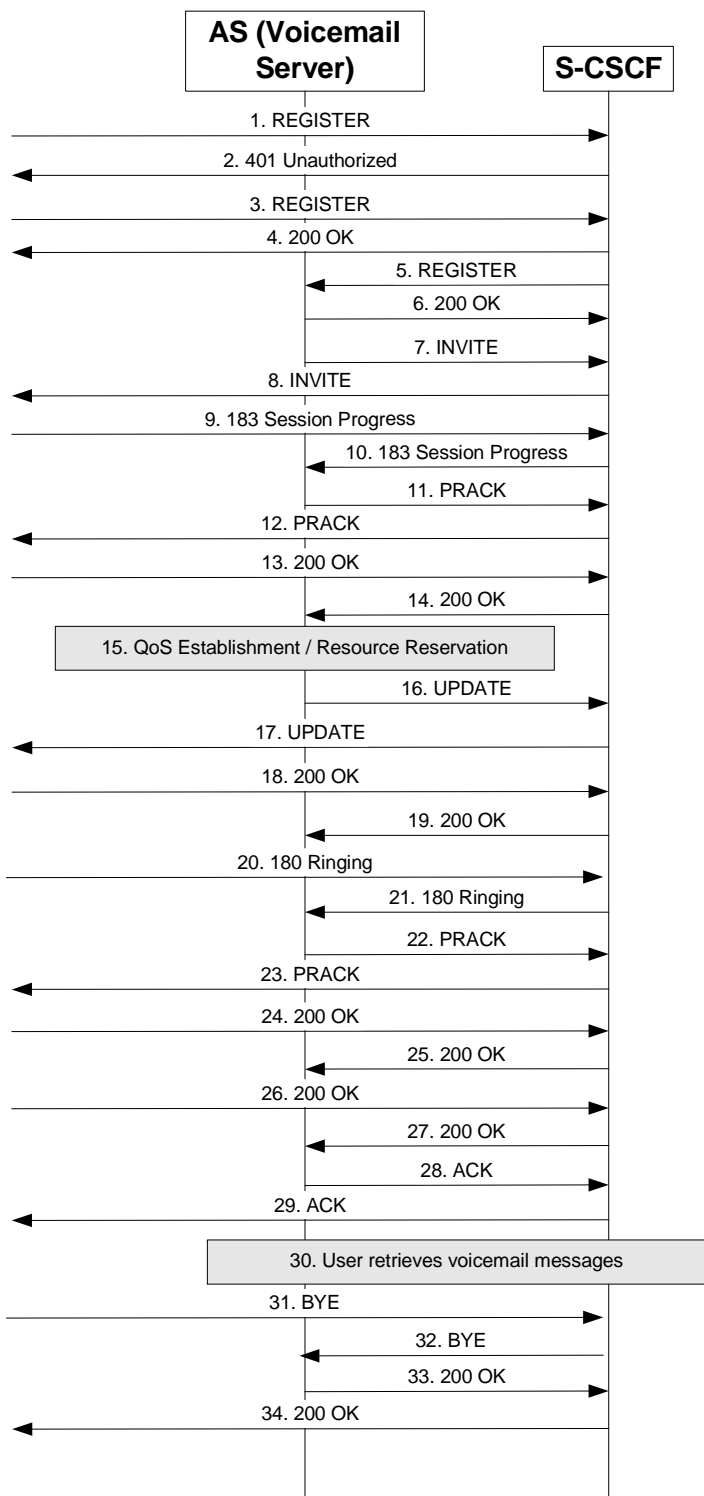 AS (Voicemail
Server)
S-CSCF
1. REGISTER
2. 401 Unauthorized
3. REGISTER
4. 200 OK
5. REGISTER
6. 200 OK
7. INVITE
8. INVITE
9. 183 Session Progress
10. 183 Session Progress
11. PRACK
12. PRACK
13. 200 OK
14. 200 OK
15. QoS Establishment / Resource Reservation
16. UPDATE
17. UPDATE
18. 200 OK
19. 200 OK
20. 180 Ringing
21. 180 Ringing
22. PRACK
23. PRACK
24. 200 OK
25. 200 OK
26. 200 OK
27. 200 OK
28. ACK
29. ACK
30. User retrieves voicemail messages
31. BYE
32. BYE
33. 200 OK
34. 200 OK